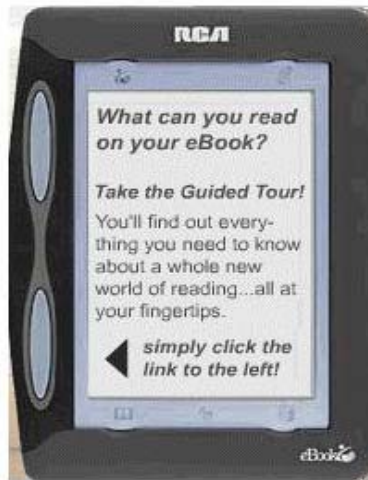 RCA
What can you read
on your eBook?
Take the Guided Tour!
You'll find out every-
thing you need to know
about a whole new
world of reading...all at
your fingertips.
simply click the
link to the left!
eBook